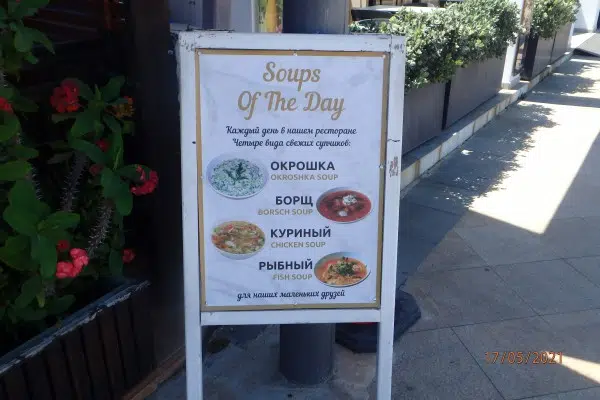 Soups
Of The Day
Каждый день в нашем ресторане
Четыре вида свежих супчиков:
ОКРОШКА
OKROSHKA SOUP
БОРЩ
BORSCH SOUP
КУРИНЫЙ
CHICKEN SOUP
РЫБНЫЙ
FISH SOUP
для наших маленьких друзей
17/05/2021